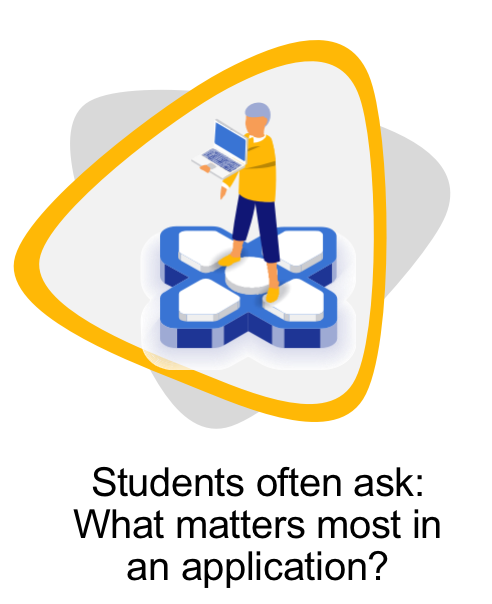 Students often ask:
What matters most in
an application?